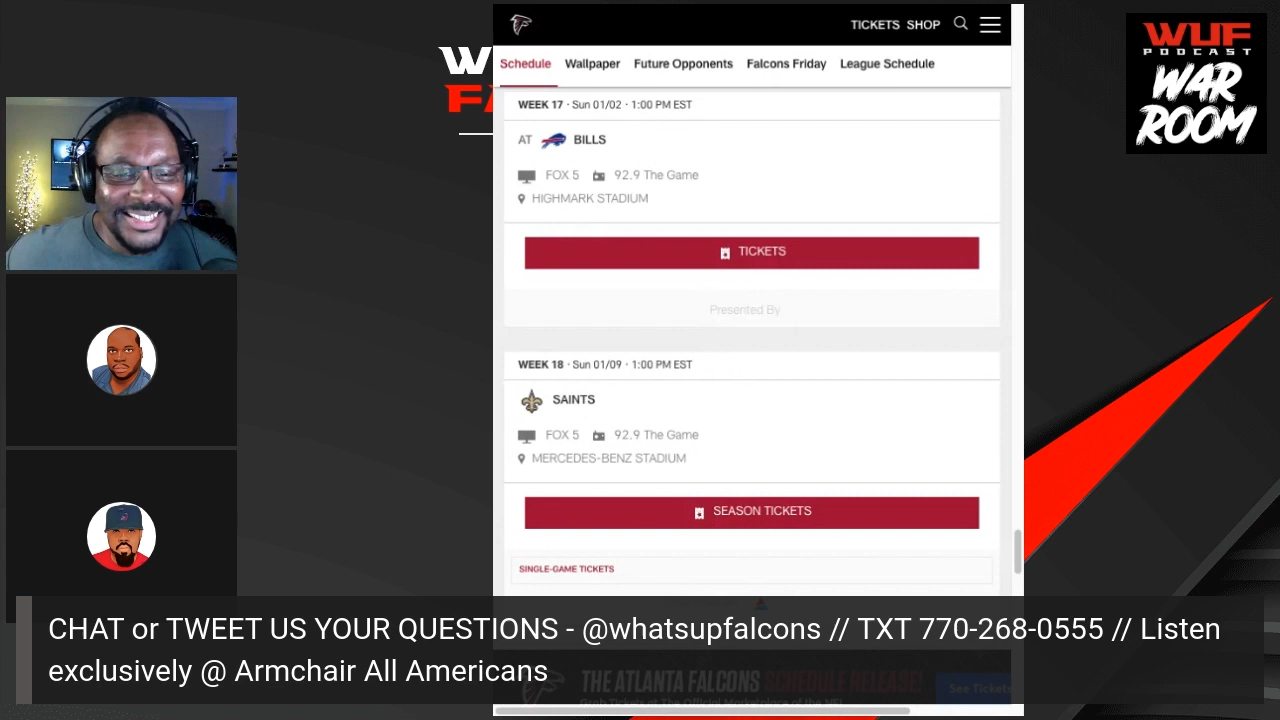 TICKETS SHOP
Schedule Wallpaper Future Opponents Falcons Friday League Schedule
WEEK 17 · Sun 01/02 · 1:00 PM EST
AT BILLS
FOX 5 92.9 The Game
HIGHMARK STADIUM
TICKETS
Presented By
WEEK 18 · Sun 01/09 · 1:00 PM EST
SAINTS
FOX 5 92.9 The Game
MERCEDES-BENZ STADIUM
SEASON TICKETS
SINGLE-GAME TICKETS
W
FA
WUF
PODCAST
WAR
ROOM
CHAT or TWEET US YOUR QUESTIONS - @whatsupfalcons // TXT 770-268-0555 // Listen
exclusively @ Armchair All Americans
THE ATLANTA FALCONS SCHEDULE RELEASE!
See Tickets